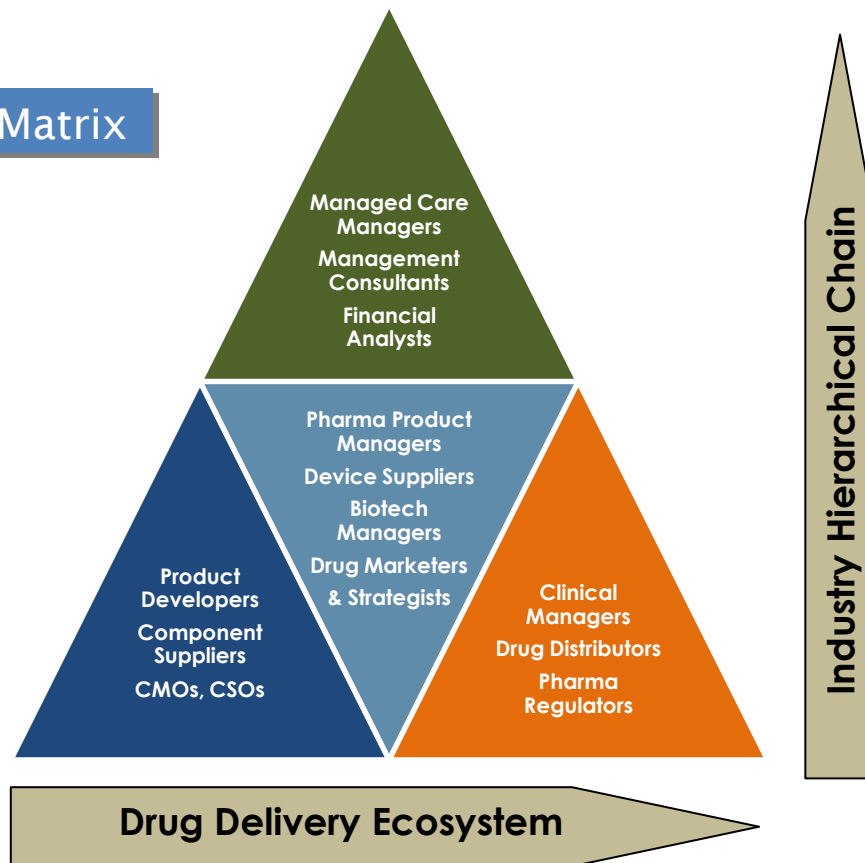 Matrix
Managed Care
Managers
Management
Consultants
Financial
Analysts
Pharma Product
Managers
Device Suppliers
Biotech
Managers
Drug Marketers
& Strategists
Product
Developers
Component
Suppliers
CMOs, CSOs
Clinical
Managers
Drug Distributors
Pharma
Regulators
Industry Hierarchical Chain
Drug Delivery Ecosystem